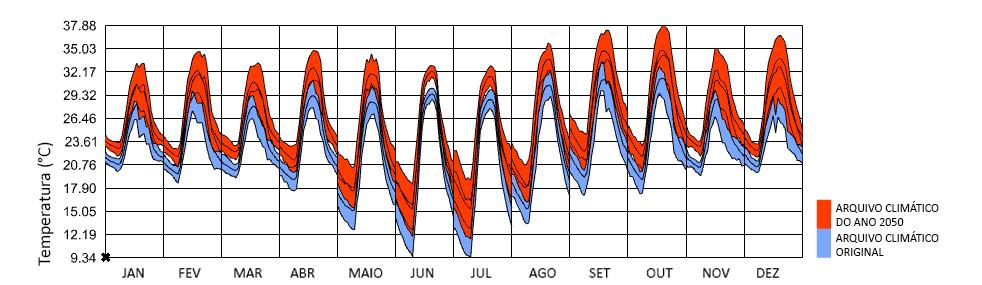 Temperatura (°C)
37.88
35.03
32.17
29.32
26.46
23.61
20.76
17.90
15.05
12.19
9.34
JAN FEV MAR ABR MAIO JUN JUL AGO SET OUT NOV DEZ
ARQUIVO CLIMÁTICO
DO ANO 2050
ARQUIVO CLIMÁTICO
ORIGINAL